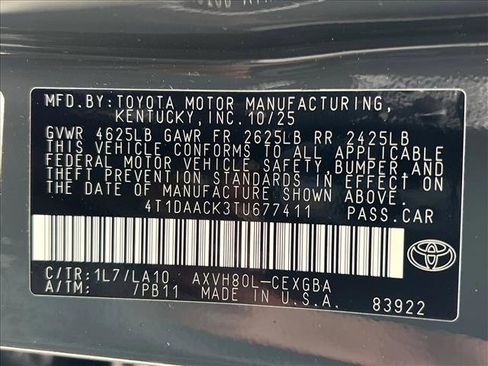 MFD.BY:TOYOTA MOTOR MANUFACTURING,
KENTUCKY,INC.10/25
GVWR 4625LB GAWR FR 2625LB RR 2425LB
THIS VEHICLE CONFORMS TO ALL APPLICABLE
FEDERAL MOTOR VEHICLE SAFETY,BUMPER,AND
THEFT PREVENTION STANDARDS IN EFFECT ON
THE DATE OF MANUFACTURE SHOWN ABOVE.
4T1DAACK3TU677411 PASS.CAR
C/TR:1L7/LA10 AXVH80L-CEXGBA
A/TM: /PB11 MADE IN U.S.A. 83922